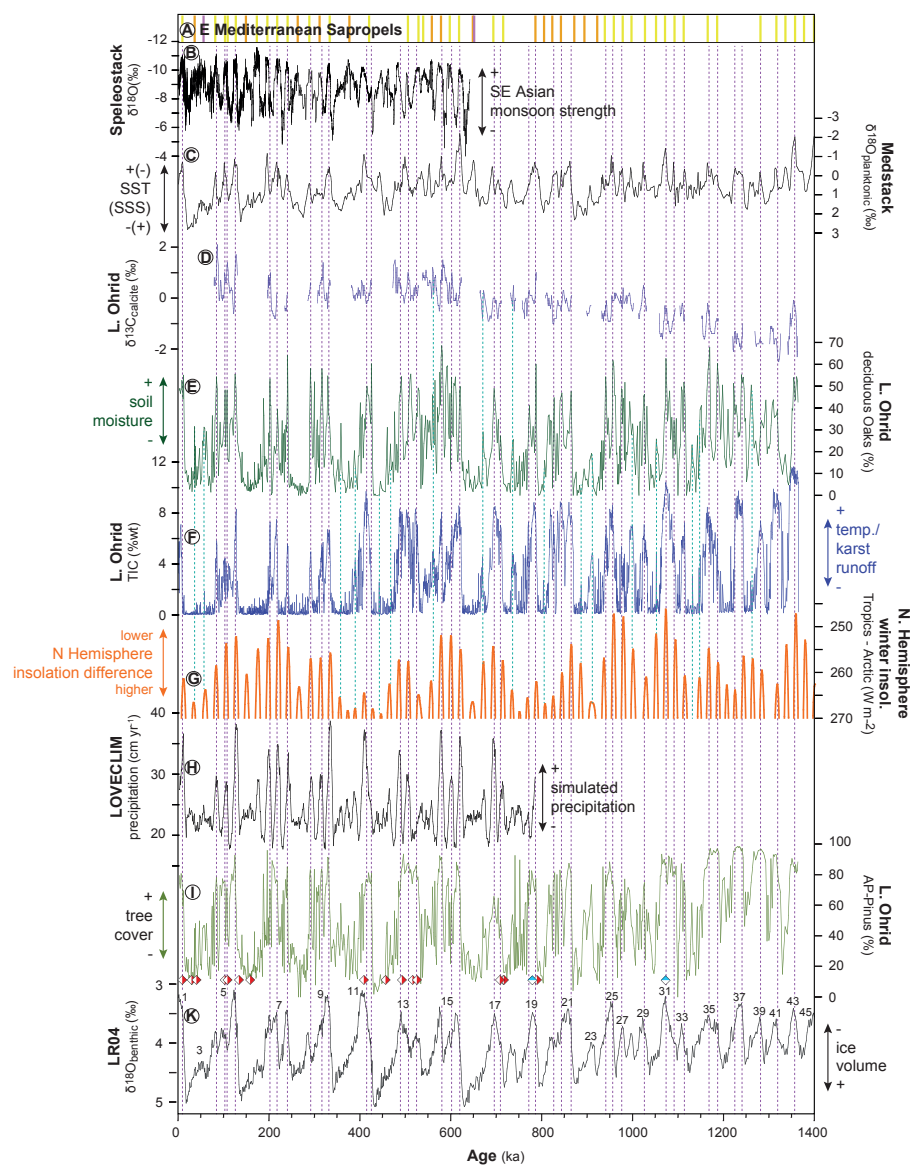 A E Mediterranean Sapropels
-12
-10
-8
-6
-4
Speleostack
δ18O(‰)
B
+
SE Asian
monsoon strength
-
-3
-2
-1
0
1
2
3
Medstack
δ18Oplanktonic (‰)
C
+(-)
SST
(SSS)
-(+)
2
0
-2
L. Ohrid
δ13Ccalcite (‰)
D
70
60
50
40
30
20
10
0
L. Ohrid
deciduous Oaks (%)
E
+
soil
moisture
-
12
8
4
0
L. Ohrid
TIC (%wt)
F
+
temp./
karst
runoff
-
250
260
270
N. Hemisphere
winter insol.
Tropics - Arctic (W m-2)
lower
N Hemisphere
insolation difference
higher
G
40
30
20
LOVECLIM
precipitation (cm yr-1)
H
+
simulated
precipitation
-
100
80
60
40
20
0
L. Ohrid
AP-Pinus (%)
I
+
tree
cover
-
3
4
5
LR04
δ18Obenthic (‰)
K
1
3
5
7
9
11
13
15
17
19
21
23
25
27
29
31
33
35
37
39
41
43
45
-
ice
volume
+
0
200
400
600
800
1000
1200
1400
Age (ka)